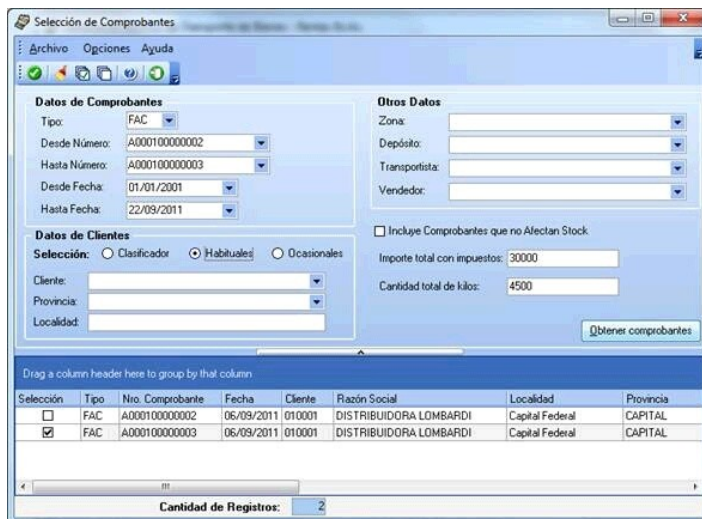 Selección de Comprobantes
Archivo Opciones Ayuda
Datos de Comprobantes
Tipo: FAC
Desde Número: A000100000002
Hasta Número: A000100000003
Desde Fecha: 01/01/2001
Hasta Fecha: 22/09/2011
Otros Datos
Zona:
Depósito:
Transportista:
Vendedor:
Datos de Clientes
Selección: Clasificador Habituales Ocasionales
Cliente:
Provincia:
Localidad:
Incluye Comprobantes que no Afectan Stock
Importe total con impuestos: 30000
Cantidad total de kilos: 4500
Obtener comprobantes
Drag a column header here to group by that column
Selección Tipo Nro. Comprobante Fecha Cliente Razón Social Localidad Provincia
FAC A000100000002 06/09/2011 010001 DISTRIBUIDORA LOMBARDI Capital Federal CAPITAL
FAC A000100000003 06/09/2011 010001 DISTRIBUIDORA LOMBARDI Capital Federal CAPITAL
Cantidad de Registros: 2